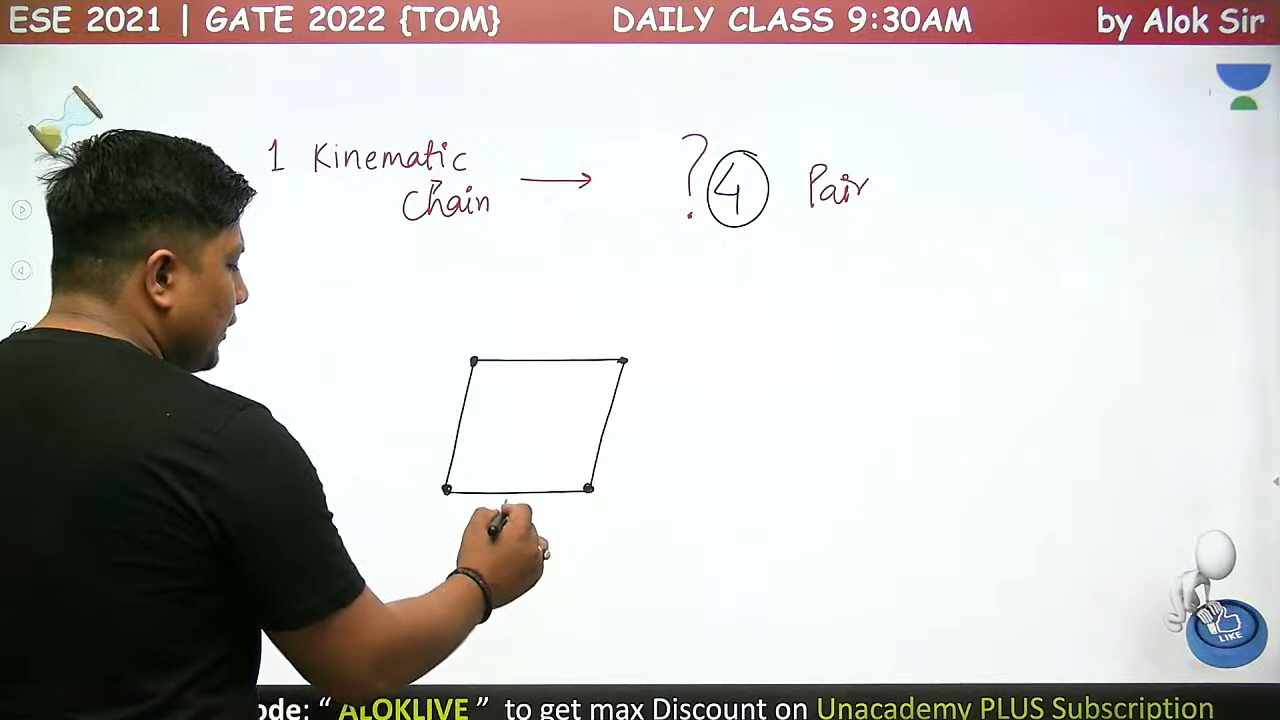 ESE 2021 | GATE 2022 {TOM} DAILY CLASS 9:30AM by Alok Sir
1 Kinematic Chain → ? 4 Pair
LIKE
ode: “ ALOKLIVE ” to get max Discount on Unacademy PLUS Subscription